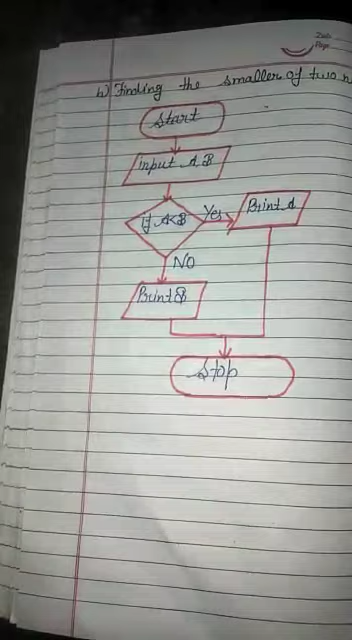 Date
Page
b) Finding the smaller of two n
Start
input A, B
if A<B
Yes
Print A
NO
Print B
Stop